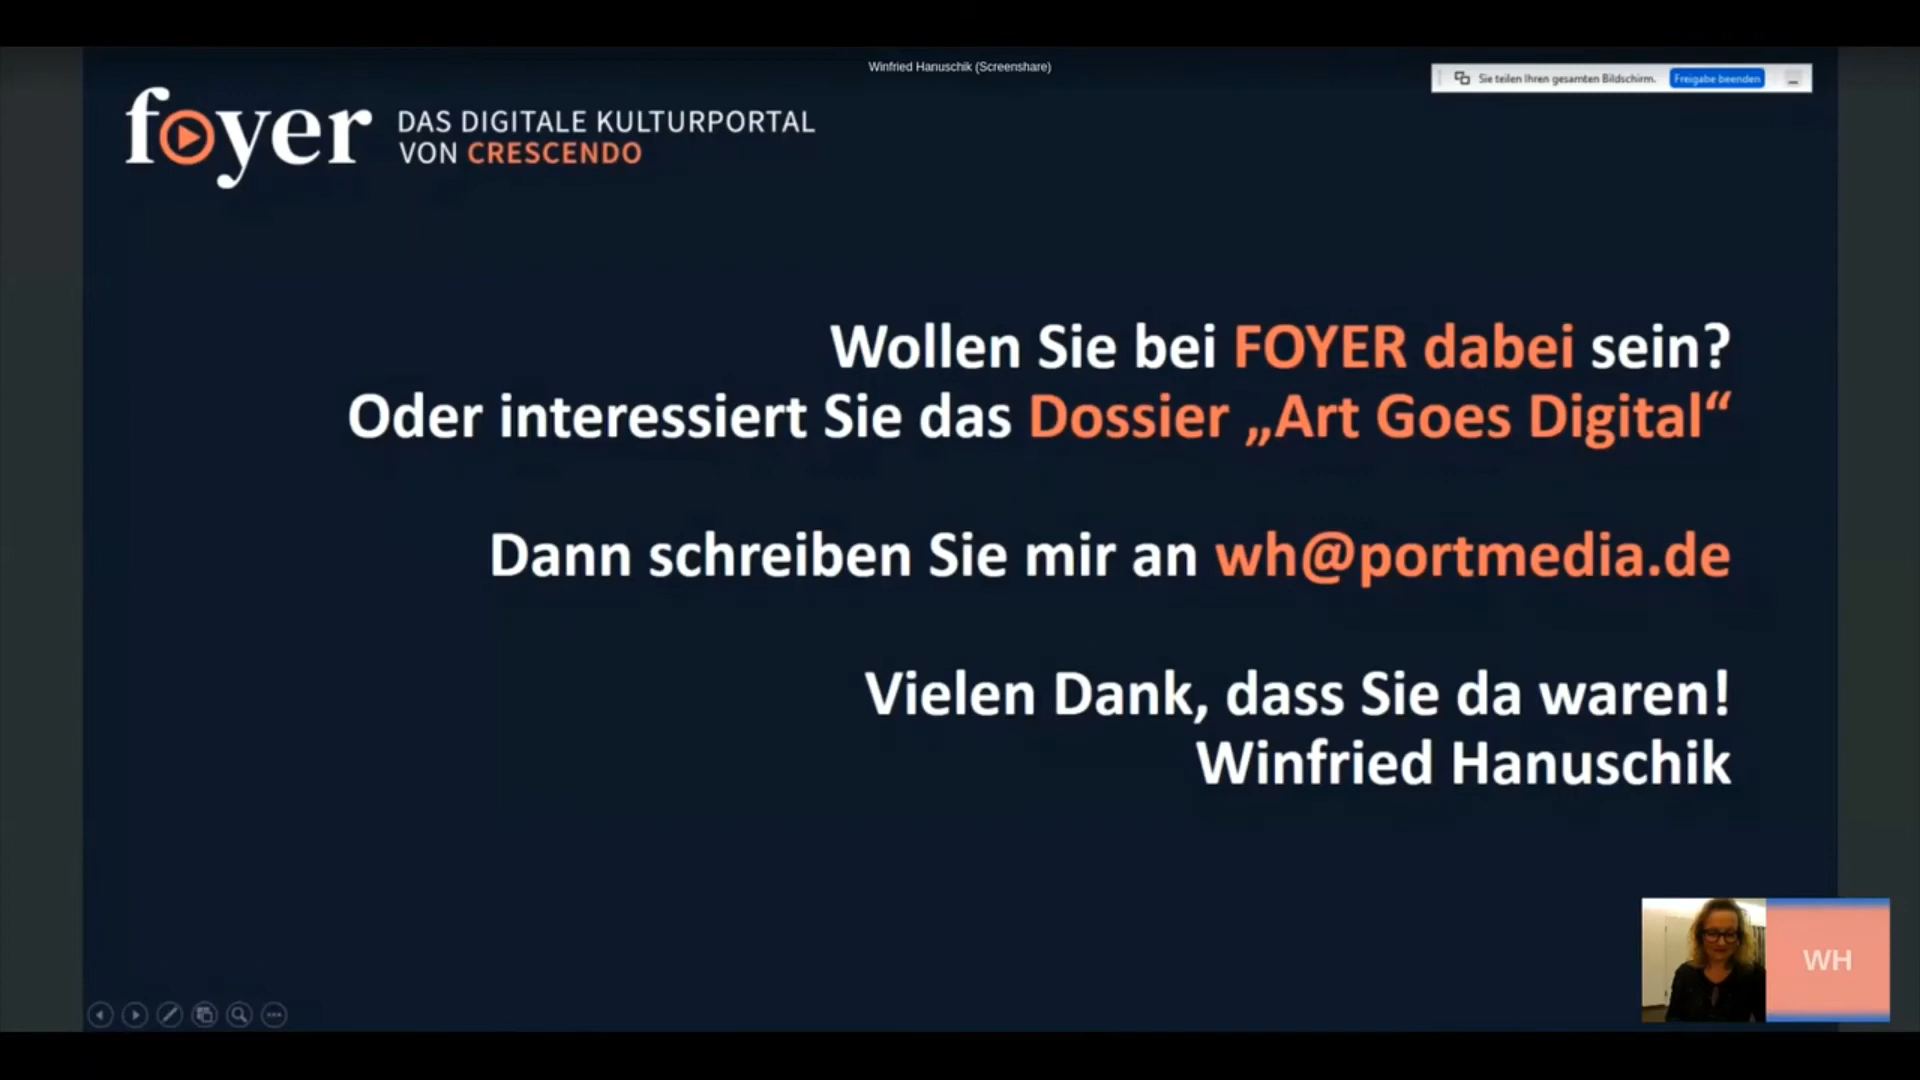 Winfried Hanuschik (Screenshare)
Sie teilen Ihren gesamten Bildschirm. Freigabe beenden
foyer DAS DIGITALE KULTURPORTAL
VON CRESCENDO
Wollen Sie bei FOYER dabei sein?
Oder interessiert Sie das Dossier „Art Goes Digital“
Dann schreiben Sie mir an wh@portmedia.de
Vielen Dank, dass Sie da waren!
Winfried Hanuschik
WH